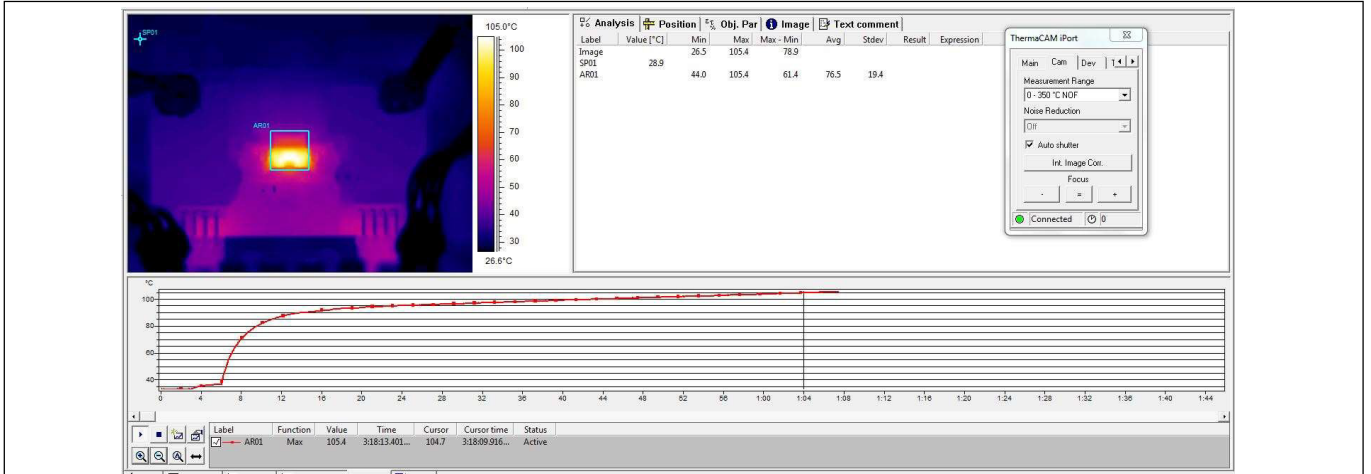 SP01
AR01
105.0°C
100
90
80
70
60
50
40
30
26.6°C
Analysis Position Obj. Par Image Text comment
Label Value [°C] Min Max Max - Min Avg Stdev Result Expression
Image 26.5 105.4 78.9
SP01 28.9
AR01 44.0 105.4 61.4 76.5 19.4
ThermaCAM iPort
Main Cam Dev
Measurement Range
0 - 350 °C NOF
Noise Reduction
Off
Auto shutter
Int. Image Corr.
Focus
- = +
Connected 0
°C
100
80
60
40
0 4 8 12 16 20 24 28 32 36 40 44 48 52 56 1:00 1:04 1:08 1:12 1:16 1:20 1:24 1:28 1:32 1:36 1:40 1:44
Label Function Value Time Cursor Cursor time Status
AR01 Max 105.4 3:18:13.401... 104.7 3:18:09.916... Active